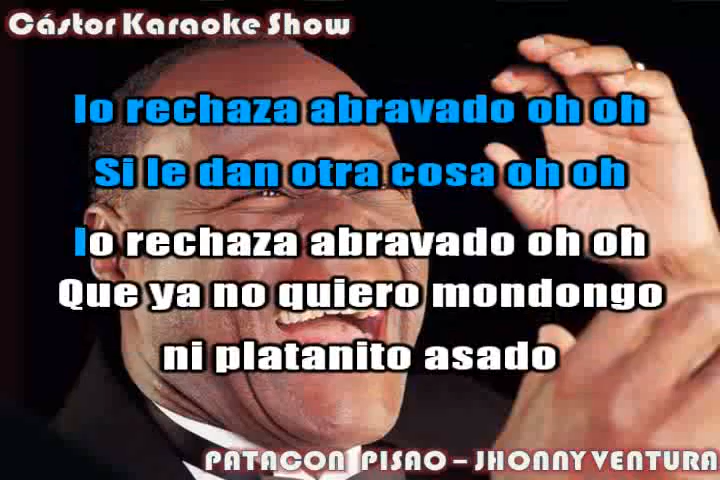 Cástor Karaoke Show
lo rechaza abravado oh oh
Si le dan otra cosa oh oh
lo rechaza abravado oh oh
Que ya no quiero mondongo
ni platanito asado
PATACON PISAO – JHONNY VENTURA